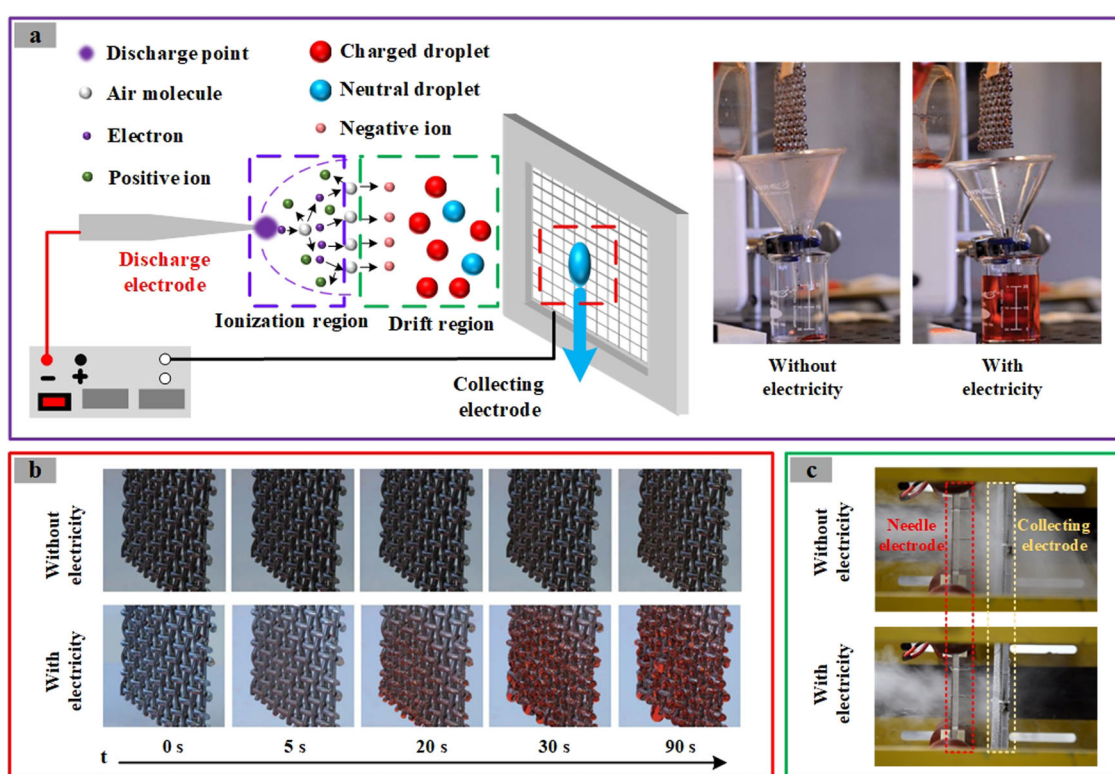 a
Discharge point
Air molecule
Electron
Positive ion
Charged droplet
Neutral droplet
Negative ion
Discharge
electrode
Ionization region
Drift region
Collecting
electrode
− +
Without
electricity
With
electricity
b
Without
electricity
With
electricity
0 s
5 s
20 s
30 s
90 s
t
c
Without
electricity
With
electricity
Needle
electrode
Collecting
electrode